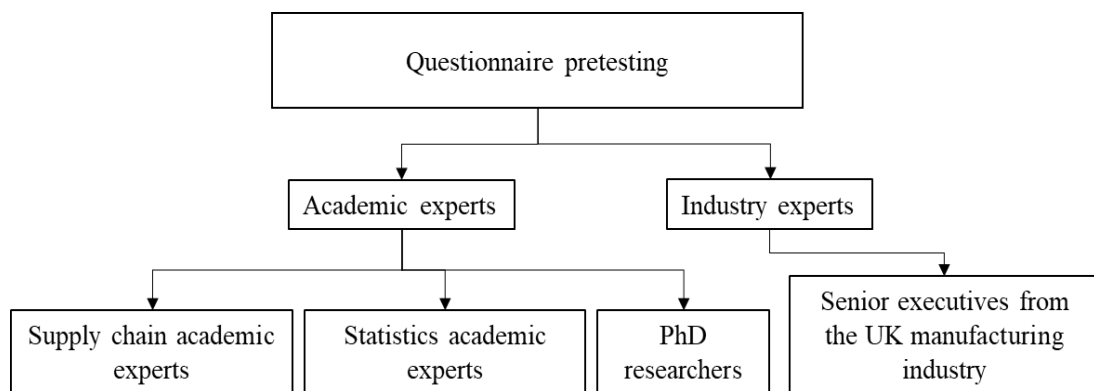 Questionnaire pretesting
Academic experts
Industry experts
Supply chain academic
experts
Statistics academic
experts
PhD
researchers
Senior executives from
the UK manufacturing
industry